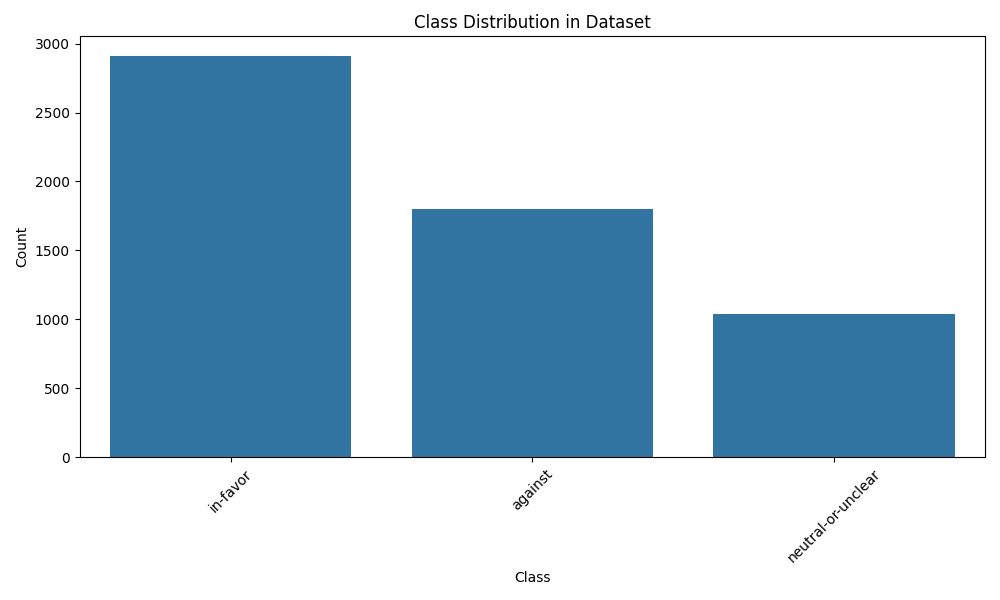 Class Distribution in Dataset
Count
3000
2500
2000
1500
1000
500
0
in-favor
against
neutral-or-unclear
Class